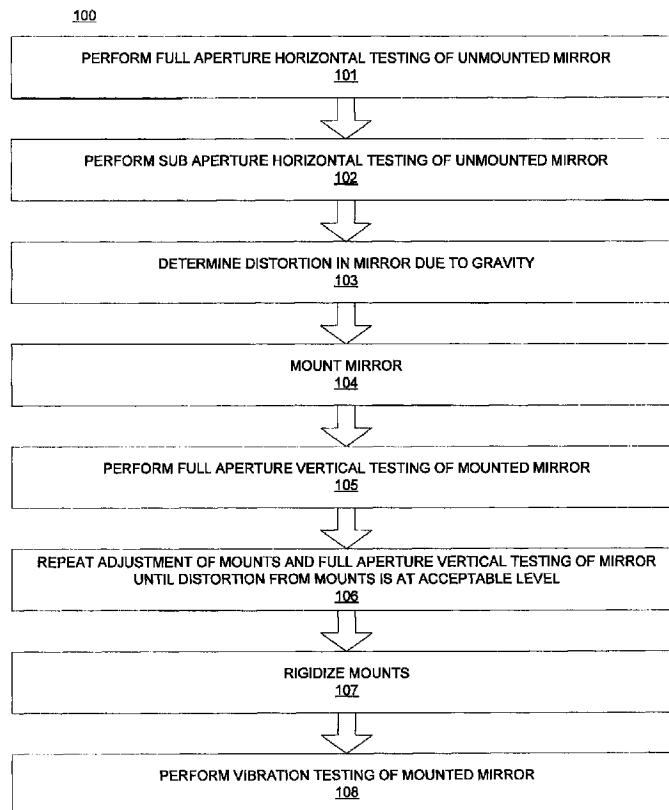 100
PERFORM FULL APERTURE HORIZONTAL TESTING OF UNMOUNTED MIRROR
101
PERFORM SUB APERTURE HORIZONTAL TESTING OF UNMOUNTED MIRROR
102
DETERMINE DISTORTION IN MIRROR DUE TO GRAVITY
103
MOUNT MIRROR
104
PERFORM FULL APERTURE VERTICAL TESTING OF MOUNTED MIRROR
105
REPEAT ADJUSTMENT OF MOUNTS AND FULL APERTURE VERTICAL TESTING OF MIRROR
UNTIL DISTORTION FROM MOUNTS IS AT ACCEPTABLE LEVEL
106
RIGIDIZE MOUNTS
107
PERFORM VIBRATION TESTING OF MOUNTED MIRROR
108